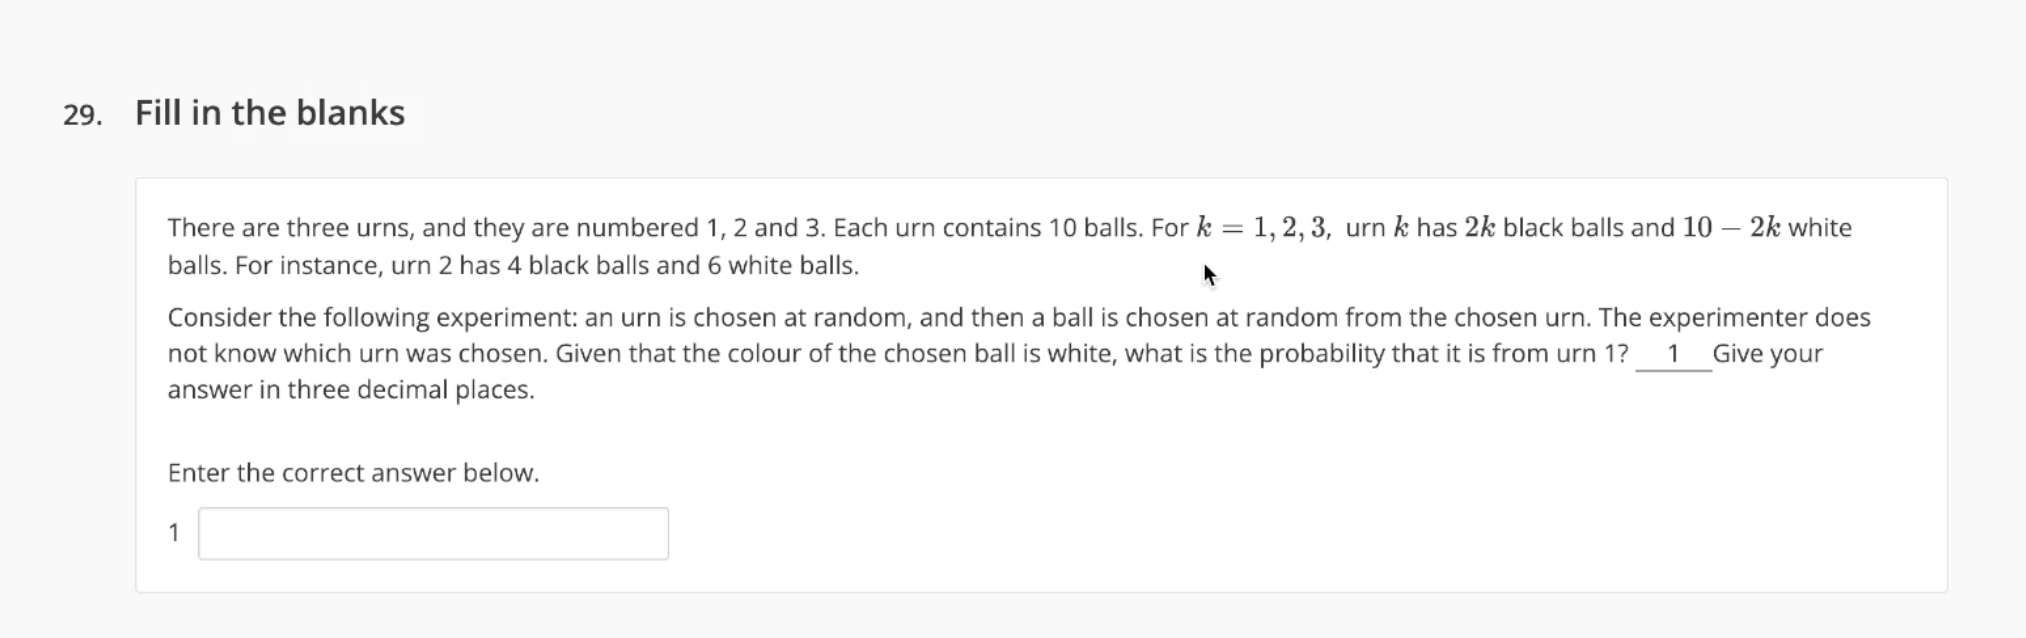 29. Fill in the blanks
There are three urns, and they are numbered 1, 2 and 3. Each urn contains 10 balls. For k = 1, 2, 3, urn k has 2k black balls and 10 − 2k white
balls. For instance, urn 2 has 4 black balls and 6 white balls.
Consider the following experiment: an urn is chosen at random, and then a ball is chosen at random from the chosen urn. The experimenter does
not know which urn was chosen. Given that the colour of the chosen ball is white, what is the probability that it is from urn 1? 1 Give your
answer in three decimal places.
Enter the correct answer below.
1